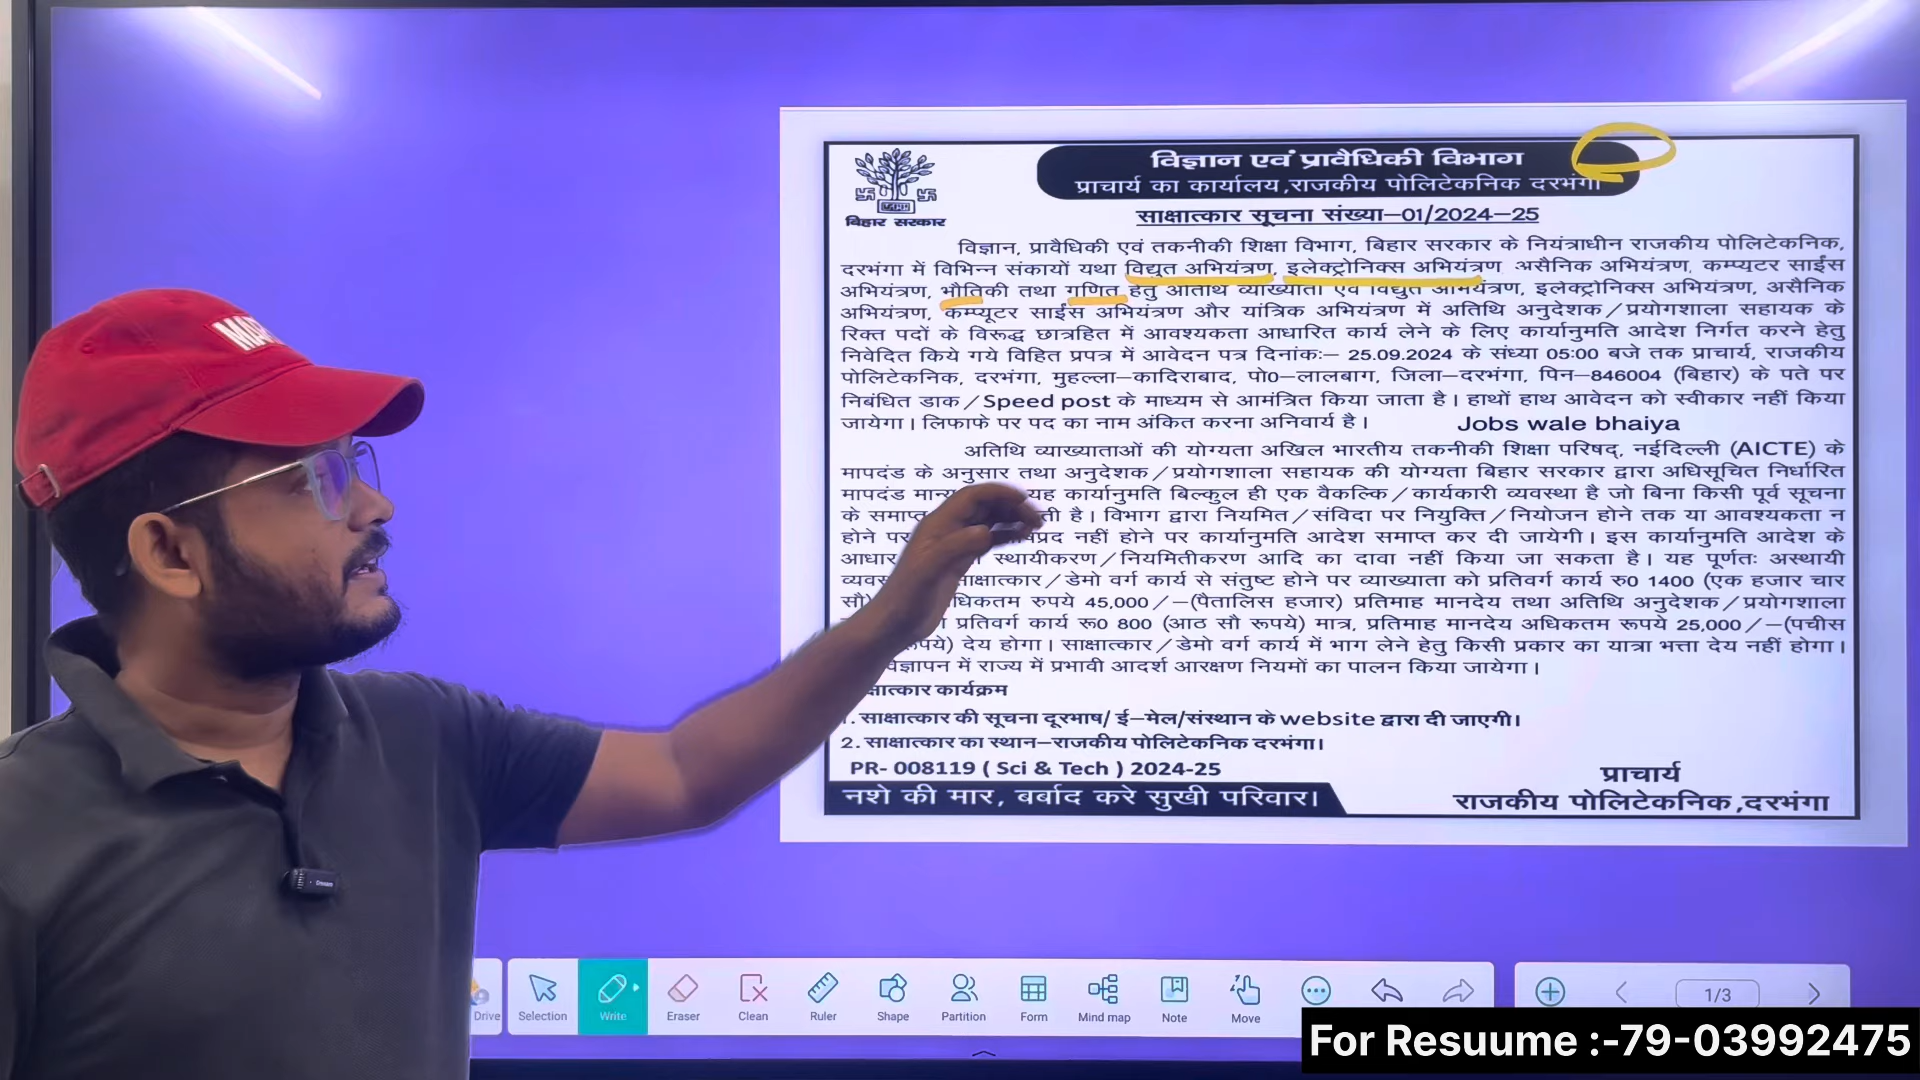 विज्ञान एवं प्रावैधिकी विभाग
प्राचार्य का कार्यालय,राजकीय पोलिटेकनिक दरभंगा
बिहार सरकार
साक्षात्कार सूचना संख्या–01/2024–25
विज्ञान, प्रावैधिकी एवं तकनीकी शिक्षा विभाग, बिहार सरकार के नियंत्राधीन राजकीय पोलिटेकनिक,
दरभंगा में विभिन्न संकायों यथा विद्युत अभियंत्रण, इलेक्ट्रोनिक्स अभियंत्रण असैनिक अभियंत्रण, कम्प्यूटर साईंस
अभियंत्रण, भौतिकी तथा गणित हेतु अतिथि व्याख्याता एवं विद्युत अभियंत्रण, इलेक्ट्रोनिक्स अभियंत्रण, असैनिक
अभियंत्रण, कम्प्यूटर साईंस अभियंत्रण और यांत्रिक अभियंत्रण में अतिथि अनुदेशक/प्रयोगशाला सहायक के
रिक्त पदों के विरूद्ध छात्रहित में आवश्यकता आधारित कार्य लेने के लिए कार्यानुमति आदेश निर्गत करने हेतु
निवेदित किये गये विहित प्रपत्र में आवेदन पत्र दिनांकः– 25.09.2024 के संध्या 05:00 बजे तक प्राचार्य, राजकीय
पोलिटेकनिक, दरभंगा, मुहल्ला–कादिराबाद, पो0–लालबाग, जिला–दरभंगा, पिन–846004 (बिहार) के पते पर
निबंधित डाक/Speed post के माध्यम से आमंत्रित किया जाता है। हाथों हाथ आवेदन को स्वीकार नहीं किया
जायेगा। लिफाफे पर पद का नाम अंकित करना अनिवार्य है। Jobs wale bhaiya
अतिथि व्याख्याताओं की योग्यता अखिल भारतीय तकनीकी शिक्षा परिषद्, नईदिल्ली (AICTE) के
मापदंड के अनुसार तथा अनुदेशक/प्रयोगशाला सहायक की योग्यता बिहार सरकार द्वारा अधिसूचित निर्धारित
मापदंड मान्य यह कार्यानुमति बिल्कुल ही एक वैकल्कि/कार्यकारी व्यवस्था है जो बिना किसी पूर्व सूचना
के समाप्त ती है। विभाग द्वारा नियमित/संविदा पर नियुक्ति/नियोजन होने तक या आवश्यकता न
होने पर नहीं होने पर कार्यानुमति आदेश समाप्त कर दी जायेगी। इस कार्यानुमति आदेश के
आधार स्थायीकरण/नियमितीकरण आदि का दावा नहीं किया जा सकता है। यह पूर्णतः अस्थायी
साक्षात्कार/डेमो वर्ग कार्य से संतुष्ट होने पर व्याख्याता को प्रतिवर्ग कार्य रु0 1400 (एक हजार चार
सौ) धिकतम रुपये 45,000/–(पैतालिस हजार) प्रतिमाह मानदेय तथा अतिथि अनुदेशक/प्रयोगशाला
प्रतिवर्ग कार्य रू0 800 (आठ सौ रूपये) मात्र, प्रतिमाह मानदेय अधिकतम रूपये 25,000/–(पचीस
पये) देय होगा। साक्षात्कार/डेमो वर्ग कार्य में भाग लेने हेतु किसी प्रकार का यात्रा भत्ता देय नहीं होगा।
विज्ञापन में राज्य में प्रभावी आदर्श आरक्षण नियमों का पालन किया जायेगा।
क्षात्कार कार्यक्रम
1. साक्षात्कार की सूचना दूरभाष/ ई–मेल/संस्थान के website द्वारा दी जाएगी।
2. साक्षात्कार का स्थान–राजकीय पोलिटेकनिक दरभंगा।
PR- 008119 ( Sci & Tech ) 2024-25
प्राचार्य
राजकीय पोलिटेकनिक,दरभंगा
नशे की मार, बर्बाद करे सुखी परिवार।
Drive Selection Write Eraser Clean Ruler Shape Partition Form Mind map Note Move
1/3
For Resuume :-79-03992475